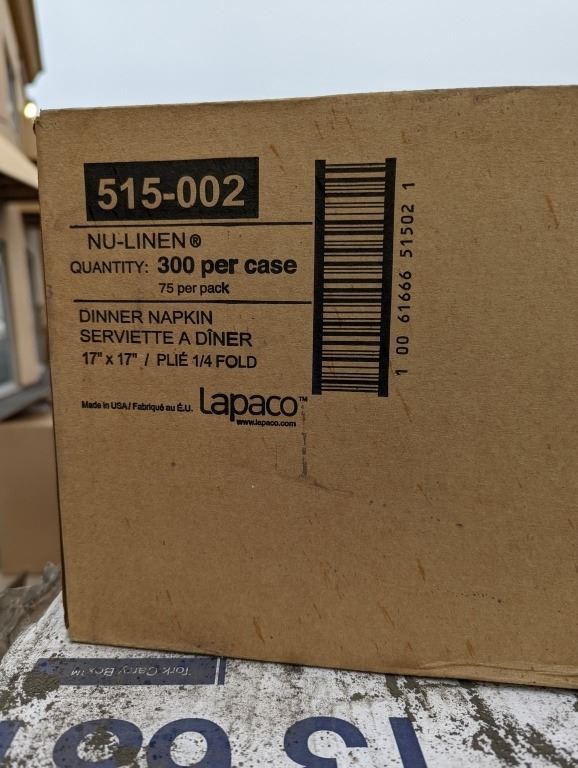 515-002
NU-LINEN®
QUANTITY: 300 per case
75 per pack
DINNER NAPKIN
SERVIETTE A DÎNER
17" x 17" / PLIÉ 1/4 FOLD
Made in USA/ Fabriqué au É.U.
Lapaco™
www.lapaco.com
1 00 61666 51502 1
Tork Carry Box™